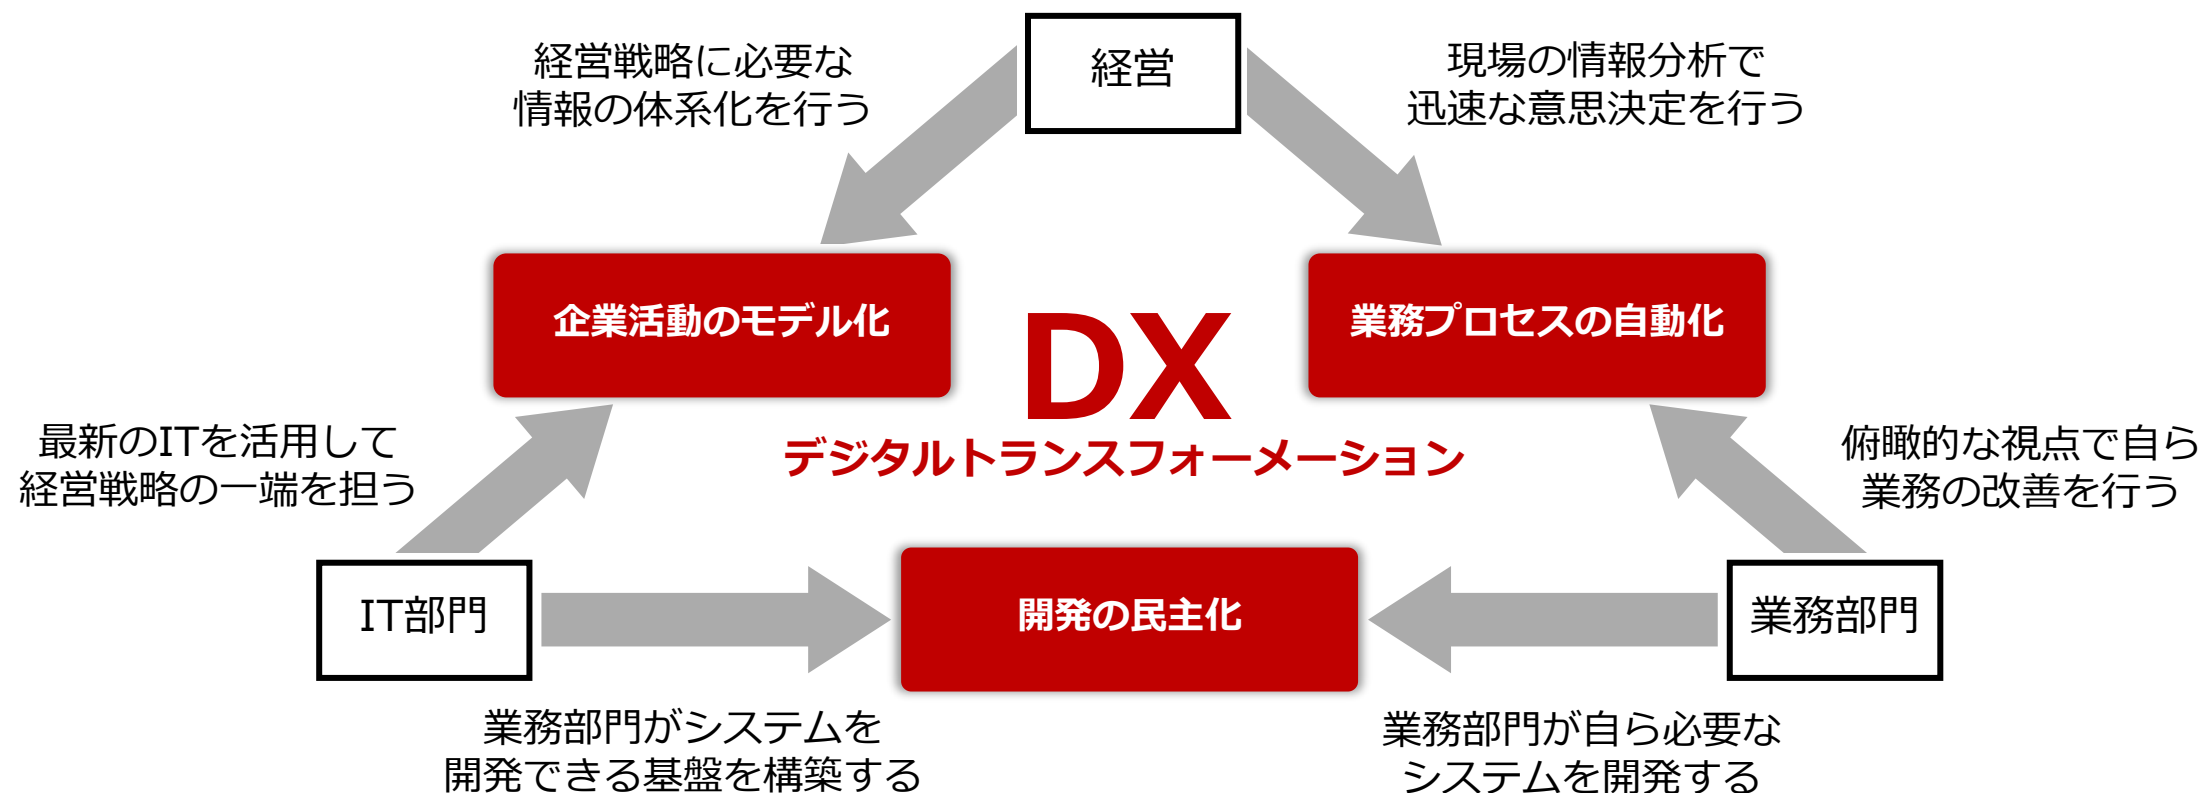 経営
経営戦略に必要な
情報の体系化を行う
現場の情報分析で
迅速な意思決定を行う
企業活動のモデル化
業務プロセスの自動化
DX
デジタルトランスフォーメーション
最新のITを活用して
経営戦略の一端を担う
俯瞰的な視点で自ら
業務の改善を行う
IT部門
開発の民主化
業務部門
業務部門がシステムを
開発できる基盤を構築する
業務部門が自ら必要な
システムを開発する